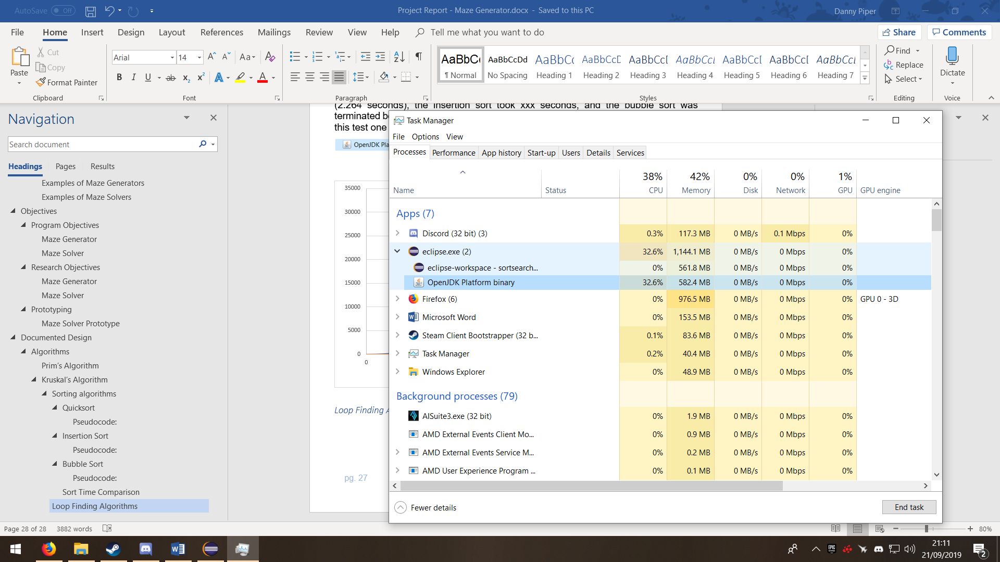 AutoSave Off
Project Report - Maze Generator.docx - Saved to this PC
Danny Piper
File Home Insert Design Layout References Mailings Review View Help Tell me what you want to do
Share Comments
Paste
Cut
Copy
Format Painter
Clipboard
Arial 14
Font
Paragraph
AaBbCc AaBbCcDd AaBbCc AaBbCcD AaBbCcD AaBbCcI AaBbCcD AaBbCcD AaBbCcI
¶ Normal No Spacing Heading 1 Heading 2 Heading 3 Heading 4 Heading 5 Heading 6 Heading 7
Styles
Find
Replace
Select
Editing
Dictate
Voice
Navigation
Search document
Headings Pages Results
Examples of Maze Generators
Examples of Maze Solvers
Objectives
Program Objectives
Maze Generator
Maze Solver
Research Objectives
Maze Generator
Maze Solver
Prototyping
Maze Solver Prototype
Documented Design
Algorithms
Prim's Algorithm
Kruskal's Algorithm
Sorting algorithms
Quicksort
Pseudocode:
Insertion Sort
Pseudocode:
Bubble Sort
Pseudocode:
Sort Time Comparison
Loop Finding Algorithms
(2.264 seconds), the insertion sort took xxx seconds, and the bubble sort was
terminated be
this test one
OpenJDK Pla
35000
30000
25000
20000
15000
10000
5000
0
0
Loop Finding A
pg. 27
Task Manager
File Options View
Processes Performance App history Start-up Users Details Services
38% 42% 0% 0% 1%
Name Status CPU Memory Disk Network GPU GPU engine
Apps (7)
Discord (32 bit) (3) 0.3% 117.3 MB 0 MB/s 0.1 Mbps 0%
eclipse.exe (2) 32.6% 1,144.1 MB 0 MB/s 0 Mbps 0%
eclipse-workspace - sortsearch... 0% 561.8 MB 0 MB/s 0 Mbps 0%
OpenJDK Platform binary 32.6% 582.4 MB 0 MB/s 0 Mbps 0%
Firefox (6) 0% 976.5 MB 0 MB/s 0 Mbps 0% GPU 0 - 3D
Microsoft Word 0% 153.5 MB 0 MB/s 0 Mbps 0%
Steam Client Bootstrapper (32 b... 0.1% 83.6 MB 0 MB/s 0 Mbps 0%
Task Manager 0.2% 40.4 MB 0 MB/s 0 Mbps 0%
Windows Explorer 0% 48.9 MB 0 MB/s 0 Mbps 0%
Background processes (79)
AISuite3.exe (32 bit) 0% 1.9 MB 0 MB/s 0 Mbps 0%
AMD External Events Client Mo... 0% 0.9 MB 0 MB/s 0 Mbps 0%
AMD External Events Service M... 0% 0.2 MB 0 MB/s 0 Mbps 0%
AMD User Experience Program ... 0% 0.1 MB 0 MB/s 0 Mbps 0%
Fewer details
End task
Page 28 of 28 3882 words
80%
21:11
21/09/2019
2